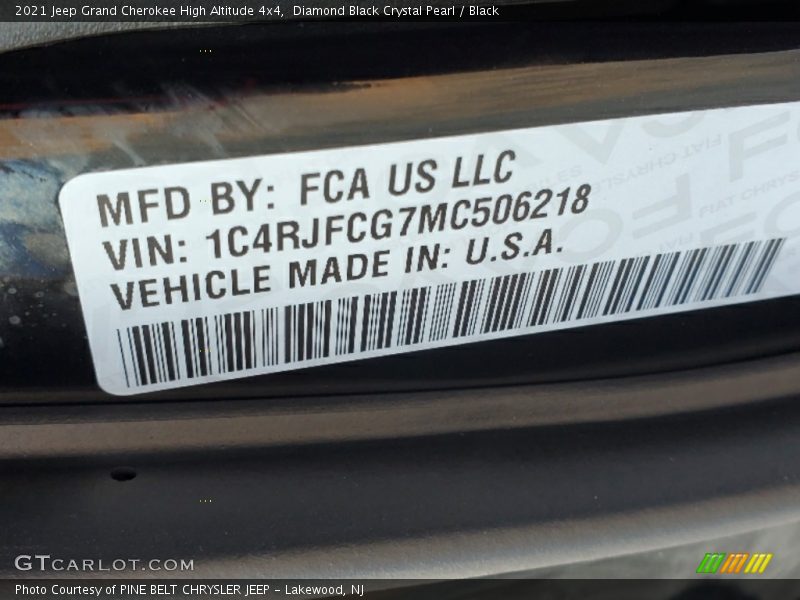 2021 Jeep Grand Cherokee High Altitude 4x4, Diamond Black Crystal Pearl / Black
MFD BY: FCA US LLC
VIN: 1C4RJFCG7MC506218
VEHICLE MADE IN: U.S.A.
GTCARLOT.COM
Photo Courtesy of PINE BELT CHRYSLER JEEP - Lakewood, NJ